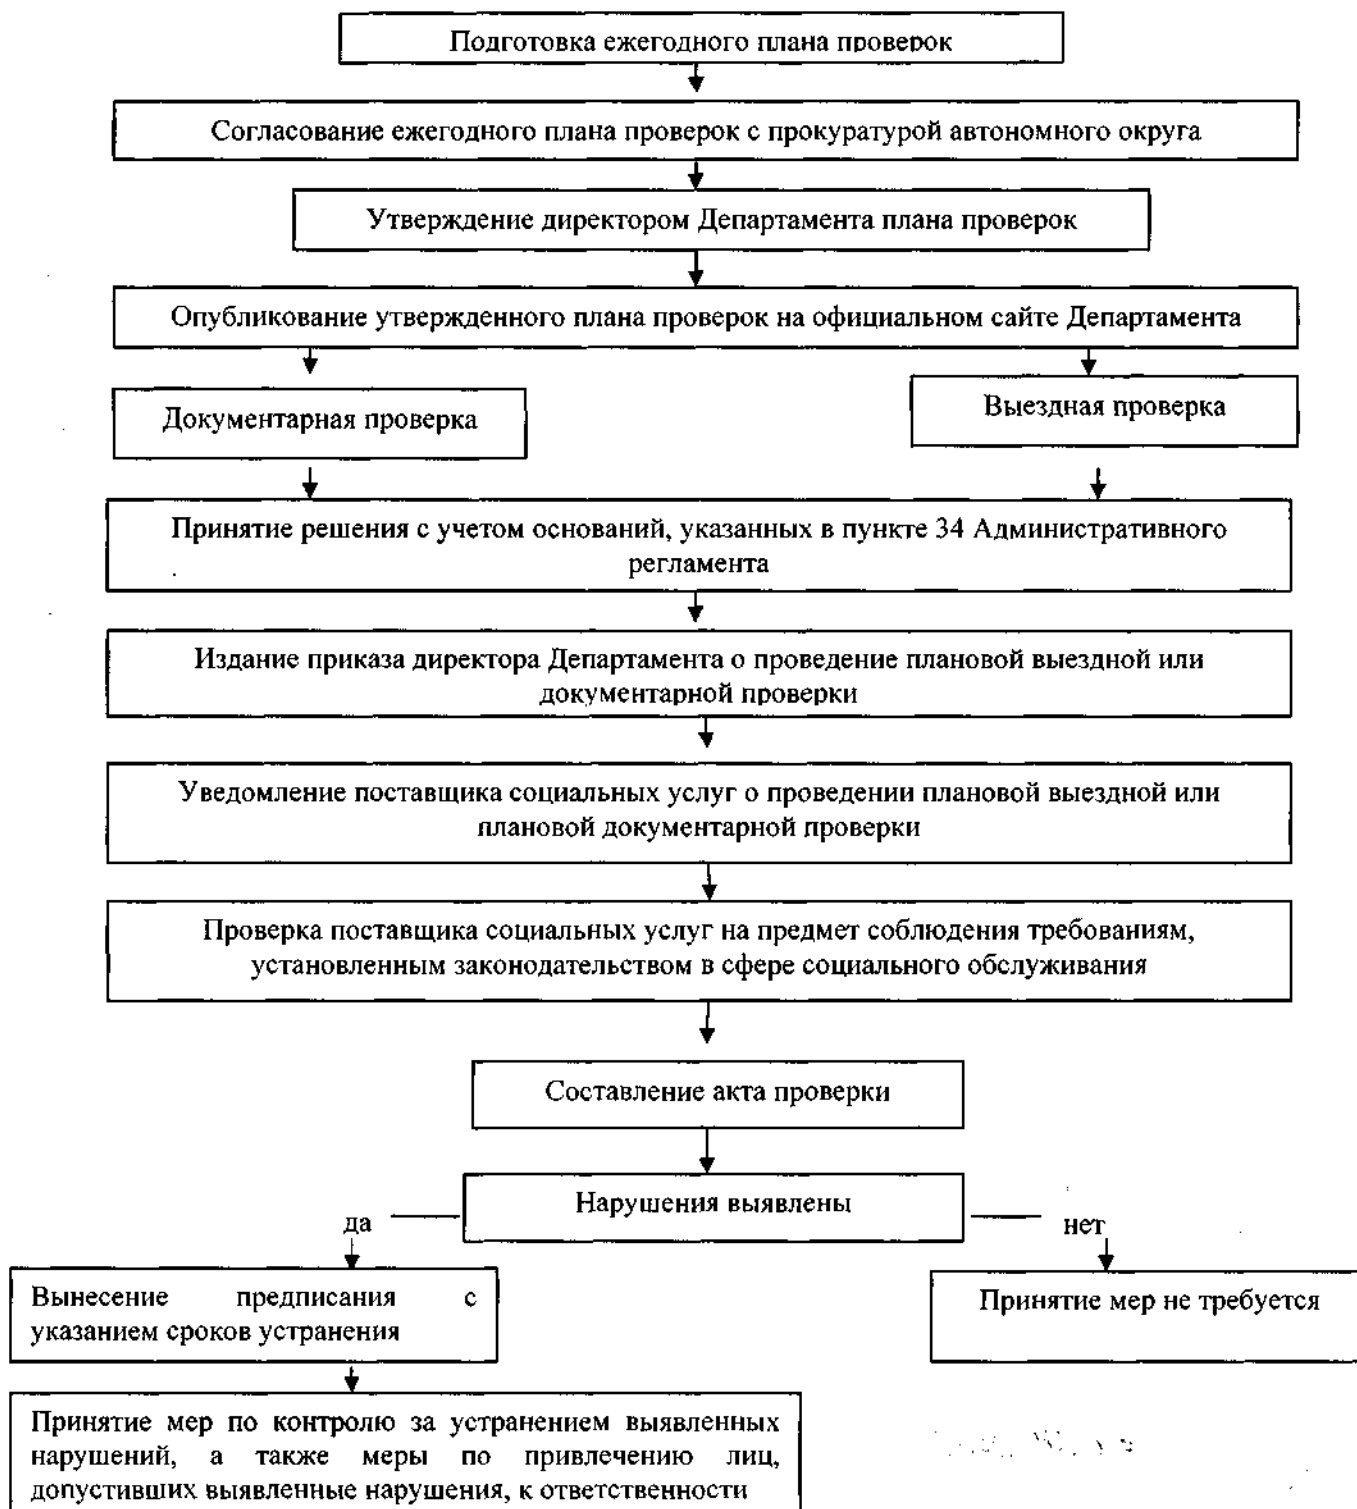 Подготовка ежегодного плана проверок
Согласование ежегодного плана проверок с прокуратурой автономного округа
Утверждение директором Департамента плана проверок
Опубликование утвержденного плана проверок на официальном сайте Департамента
Документарная проверка
Выездная проверка
Принятие решения с учетом оснований, указанных в пункте 34 Административного
регламента
Издание приказа директора Департамента о проведение плановой выездной или
документарной проверки
Уведомление поставщика социальных услуг о проведении плановой выездной или
плановой документарной проверки
Проверка поставщика социальных услуг на предмет соблюдения требованиям,
установленным законодательством в сфере социального обслуживания
Составление акта проверки
Нарушения выявлены
да
нет
Вынесение предписания с
указанием сроков устранения
Принятие мер не требуется
Принятие мер по контролю за устранением выявленных
нарушений, а также меры по привлечению лиц,
допустивших выявленные нарушения, к ответственности